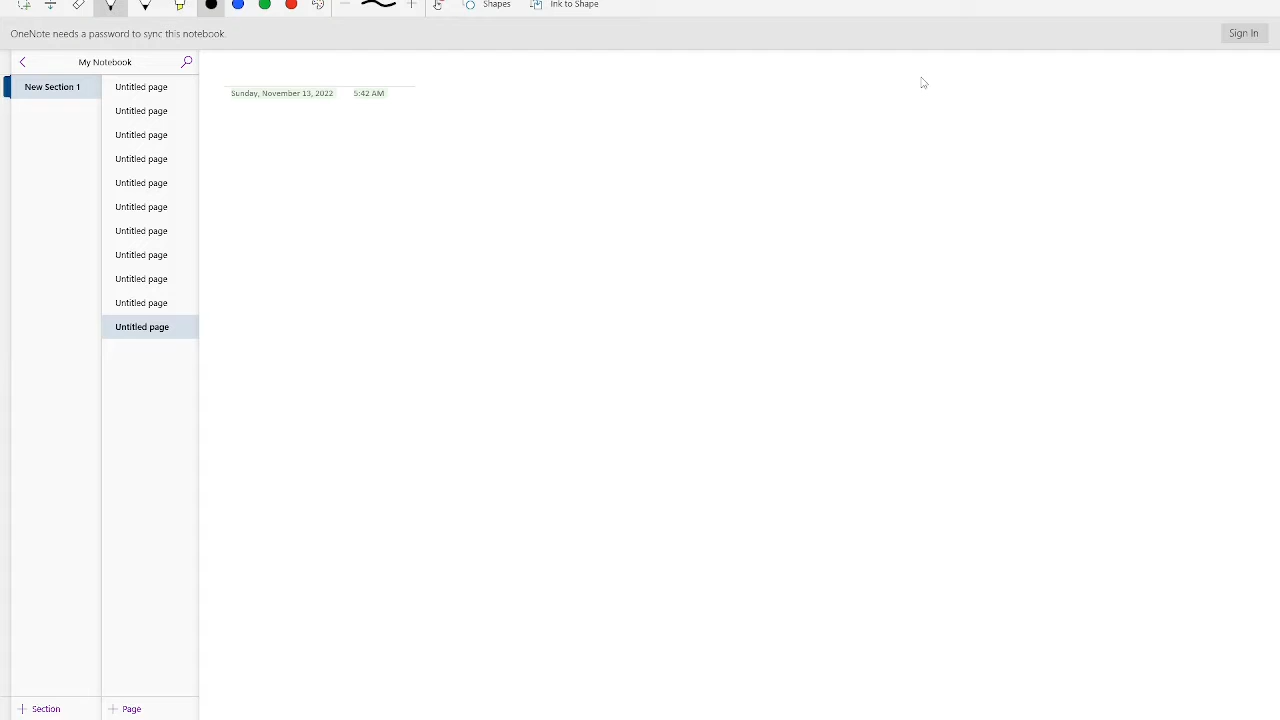 Shapes Ink to Shape
OneNote needs a password to sync this notebook. Sign In
My Notebook
New Section 1
Untitled page
Untitled page
Untitled page
Untitled page
Untitled page
Untitled page
Untitled page
Untitled page
Untitled page
Untitled page
Untitled page
Sunday, November 13, 2022 5:42 AM
+ Section + Page